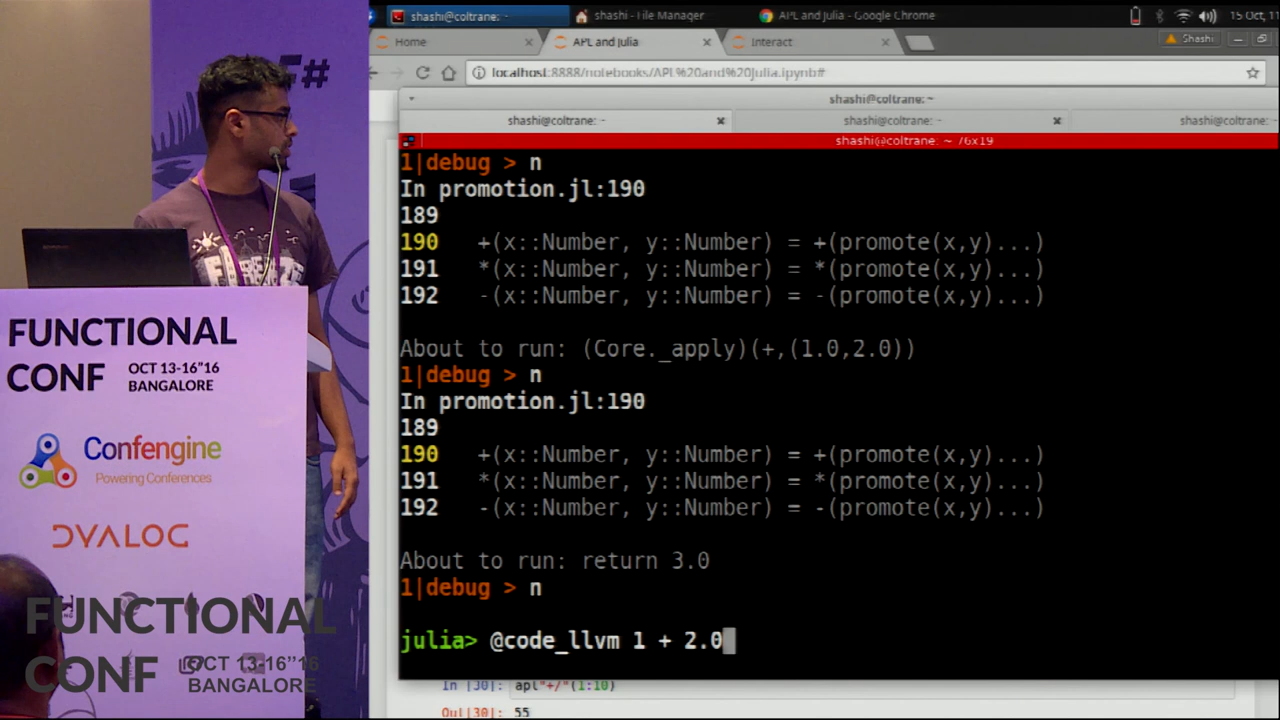 shashi@coltrane: ~
shashi - File Manager
APL and Julia - Google Chrome
15 Oct, 11
Home
APL and Julia
Interact
Shashi
localhost:8888/notebooks/APL%20and%20Julia.ipynb#
shashi@coltrane: ~
shashi@coltrane: ~
shashi@coltrane: ~
shashi@coltrane: ~
shashi@coltrane: ~ 76x19
1|debug > n
In promotion.jl:190
189
190 +(x::Number, y::Number) = +(promote(x,y)...)
191 *(x::Number, y::Number) = *(promote(x,y)...)
192 -(x::Number, y::Number) = -(promote(x,y)...)
About to run: (Core._apply)(+,(1.0,2.0))
1|debug > n
In promotion.jl:190
189
190 +(x::Number, y::Number) = +(promote(x,y)...)
191 *(x::Number, y::Number) = *(promote(x,y)...)
192 -(x::Number, y::Number) = -(promote(x,y)...)
About to run: return 3.0
1|debug > n
julia> @code_llvm 1 + 2.0
In [30]: apl"+/"(1:10)
Out[30]: 55
F#
FUNCTIONAL
CONF OCT 13-16"16
BANGALORE
Confengine
Powering Conferences
DYALOG
FUNCTIONAL
CONF OCT 13-16"16
BANGALORE